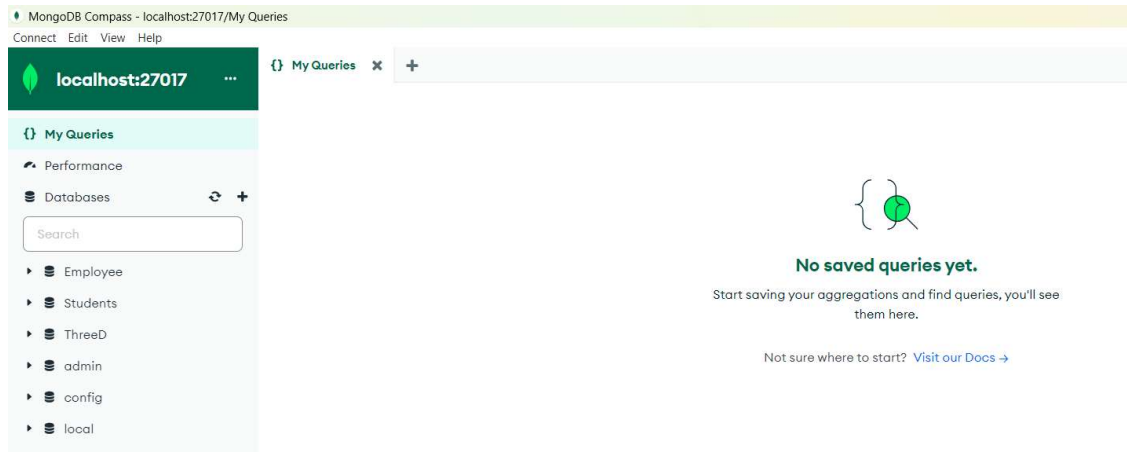 MongoDB Compass - localhost:27017/My Queries
Connect Edit View Help
localhost:27017 ...
{} My Queries
Performance
Databases
Search
Employee
Students
ThreeD
admin
config
local
{} My Queries
No saved queries yet.
Start saving your aggregations and find queries, you'll see
them here.
Not sure where to start? Visit our Docs →